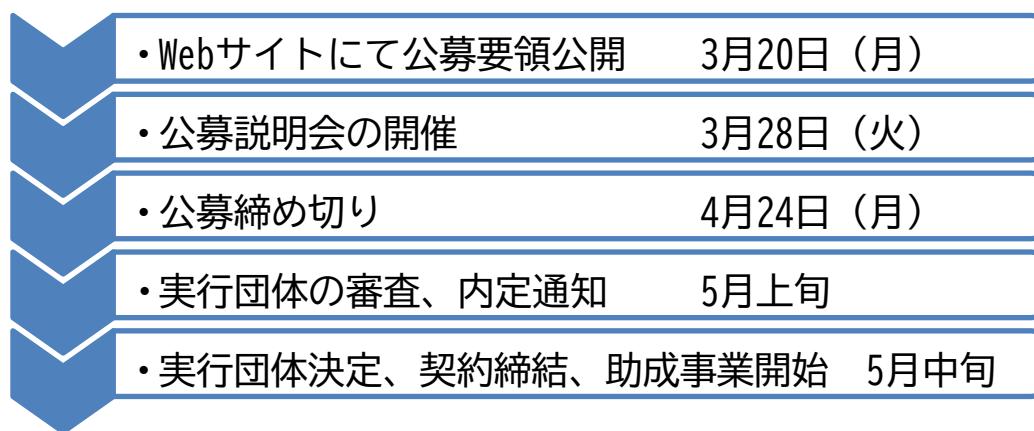 ・Webサイトにて公募要領公開　　3月20日（月）
・公募説明会の開催　　　　　　　3月28日（火）
・公募締め切り　　　　　　　　　4月24日（月）
・実行団体の審査、内定通知　　　5月上旬
・実行団体決定、契約締結、助成事業開始　5月中旬